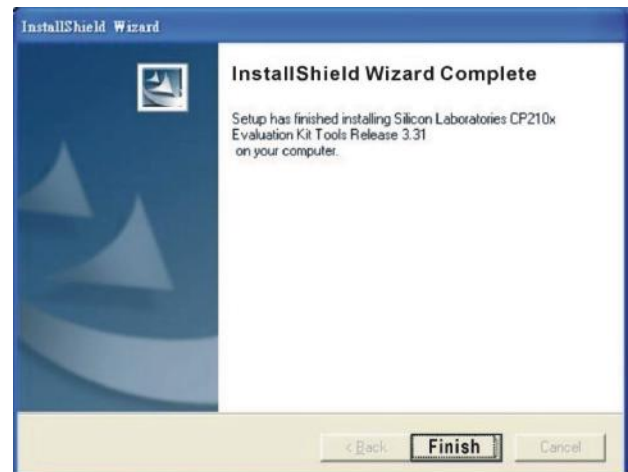 InstallShield Wizard
InstallShield Wizard Complete
Setup has finished installing Silicon Laboratories CP210x
Evaluation Kit Tools Release 3.31
on your computer.
< Back
Finish
Cancel